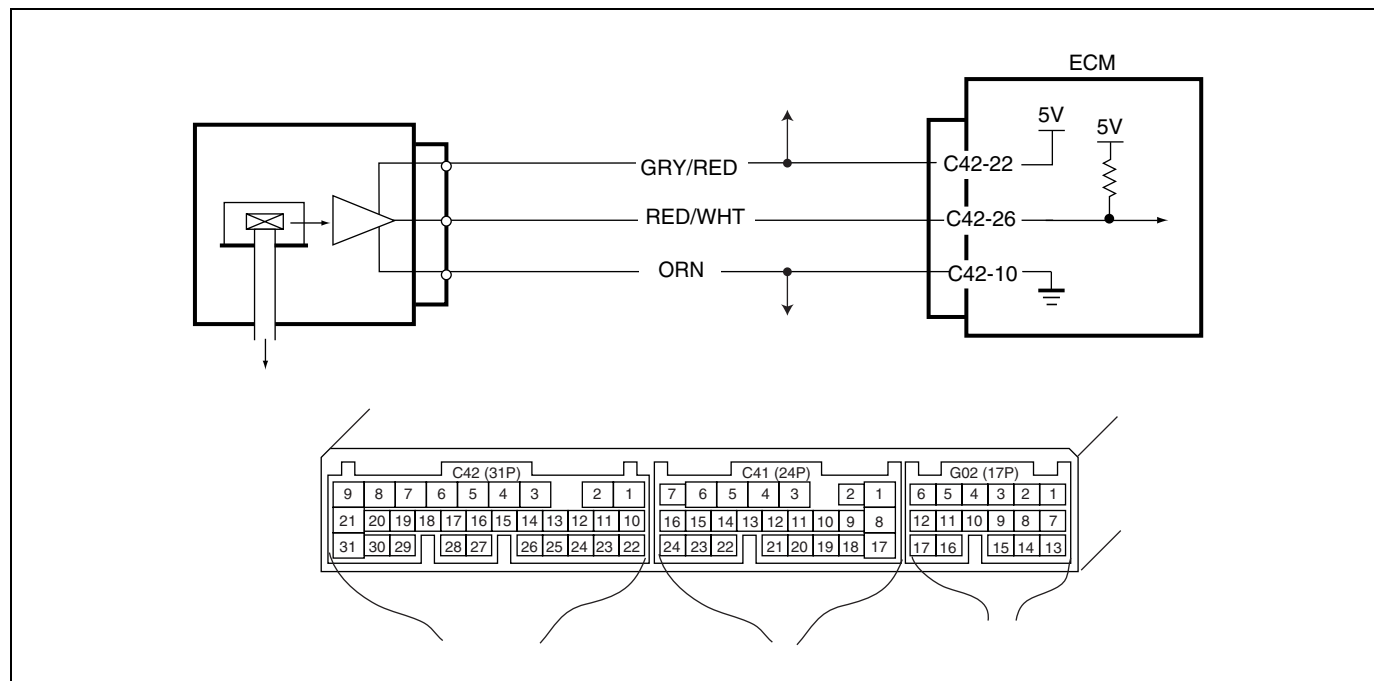 ECM
5V
5V
GRY/RED
C42-22
RED/WHT
C42-26
ORN
C42-10
C42 (31P)
C41 (24P)
G02 (17P)
9 8 7 6 5 4 3 2 1
7 6 5 4 3 2 1
6 5 4 3 2 1
21 20 19 18 17 16 15 14 13 12 11 10
16 15 14 13 12 11 10 9 8
12 11 10 9 8 7
31 30 29 28 27 26 25 24 23 22
24 23 22 21 20 19 18 17
17 16 15 14 13